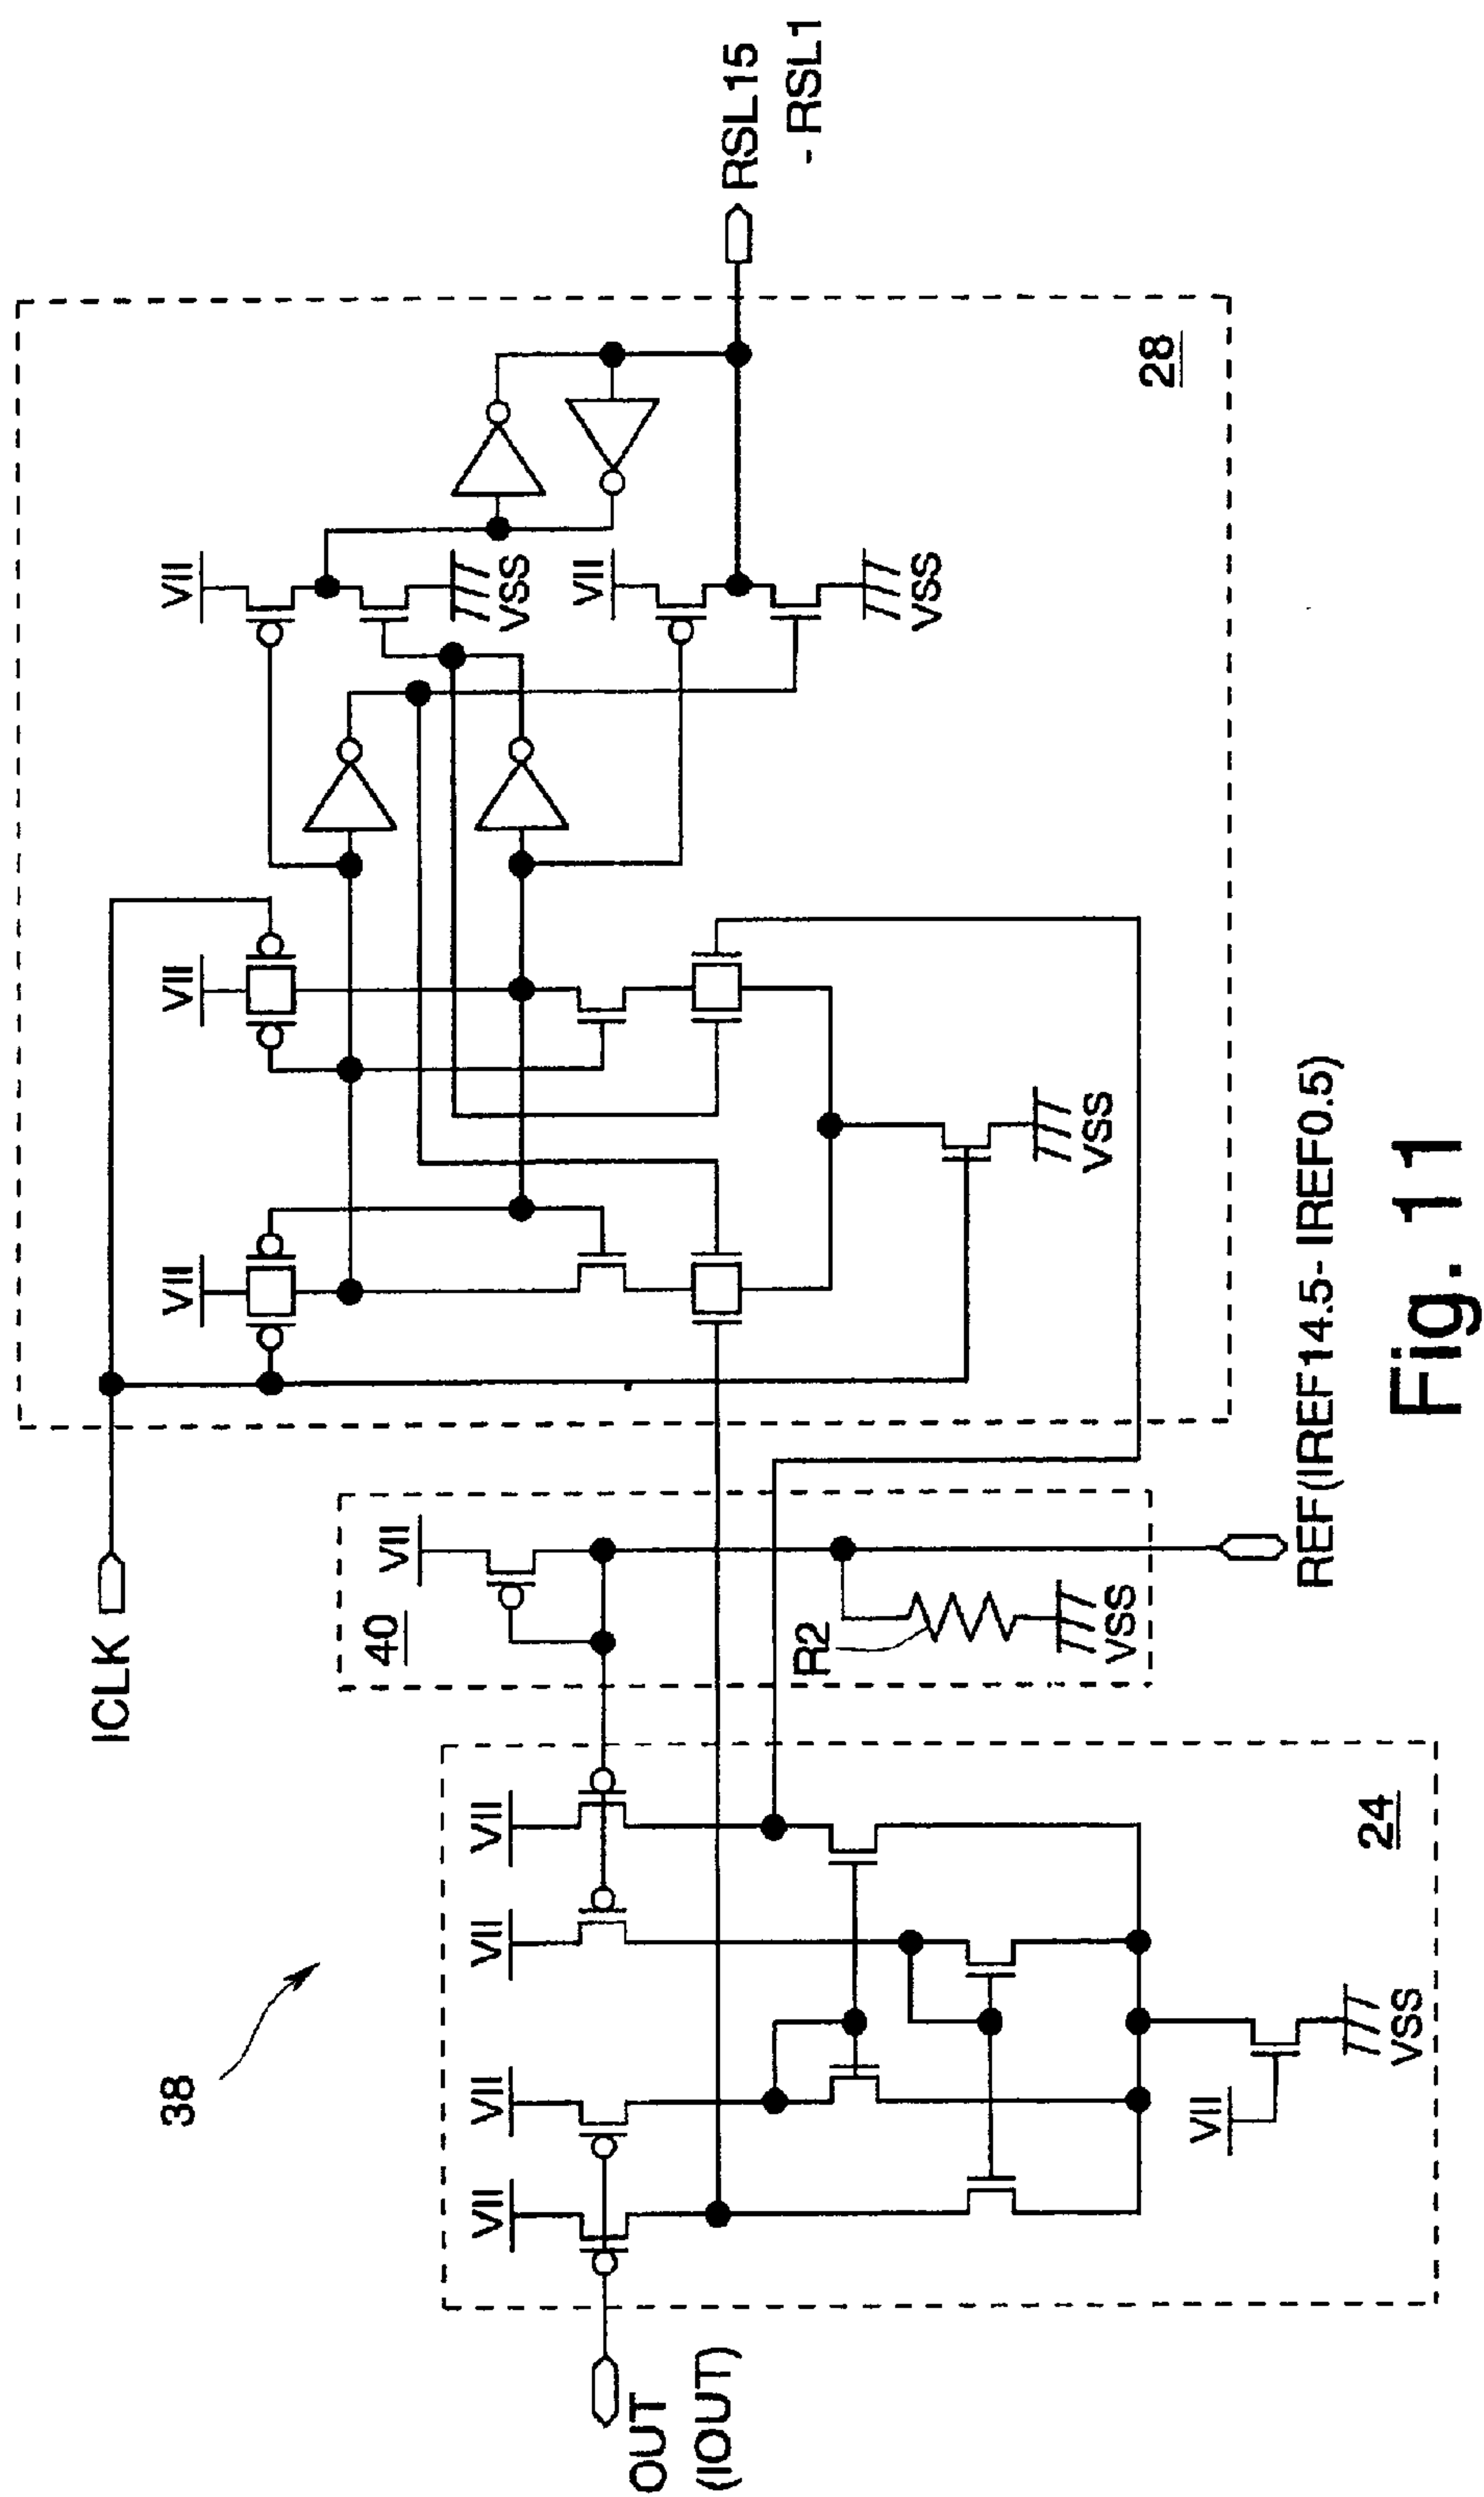 38
ICLK
OUT
(IOUT)
VII
VII
VII
VII
VII
VSS
24
40
VII
R2
VSS
REF(IREF14.5- IREF0.5)
VII
VII
VSS
VII
VSS
VII
VSS
28
RSL15
- RSL1
Fig. 11